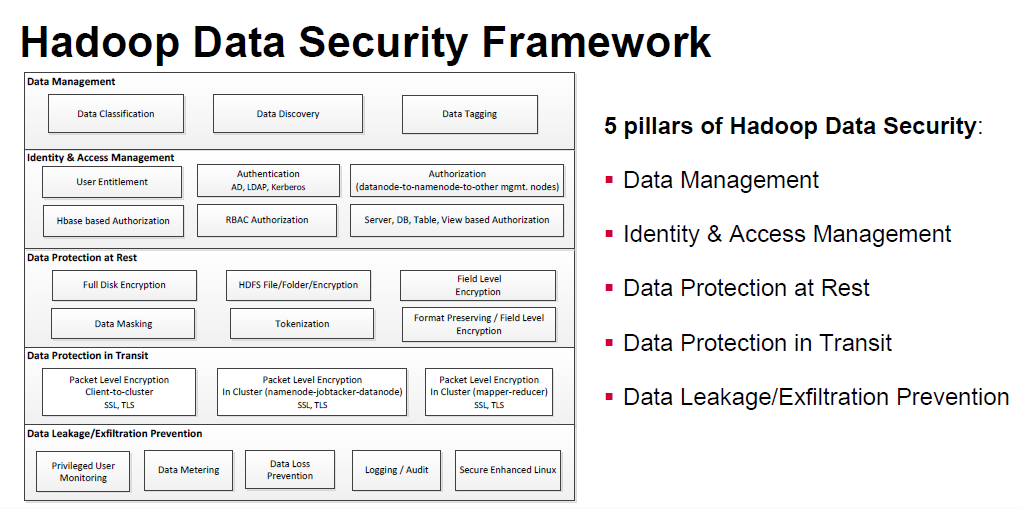 Hadoop Data Security Framework
Data Management
Data Classification
Data Discovery
Data Tagging
Identity & Access Management
User Entitlement
Authentication
AD, LDAP, Kerberos
Authorization
(datanode-to-namenode-to-other mgmt. nodes)
Hbase based Authorization
RBAC Authorization
Server, DB, Table, View based Authorization
Data Protection at Rest
Full Disk Encryption
HDFS File/Folder/Encryption
Field Level
Encryption
Data Masking
Tokenization
Format Preserving / Field Level
Encryption
Data Protection in Transit
Packet Level Encryption
Client-to-cluster
SSL, TLS
Packet Level Encryption
In Cluster (namenode-jobtacker-datanode)
SSL, TLS
Packet Level Encryption
In Cluster (mapper-reducer)
SSL, TLS
Data Leakage/Exfiltration Prevention
Privileged User
Monitoring
Data Metering
Data Loss
Prevention
Logging / Audit
Secure Enhanced Linux
5 pillars of Hadoop Data Security:
▪ Data Management
▪ Identity & Access Management
▪ Data Protection at Rest
▪ Data Protection in Transit
▪ Data Leakage/Exfiltration Prevention